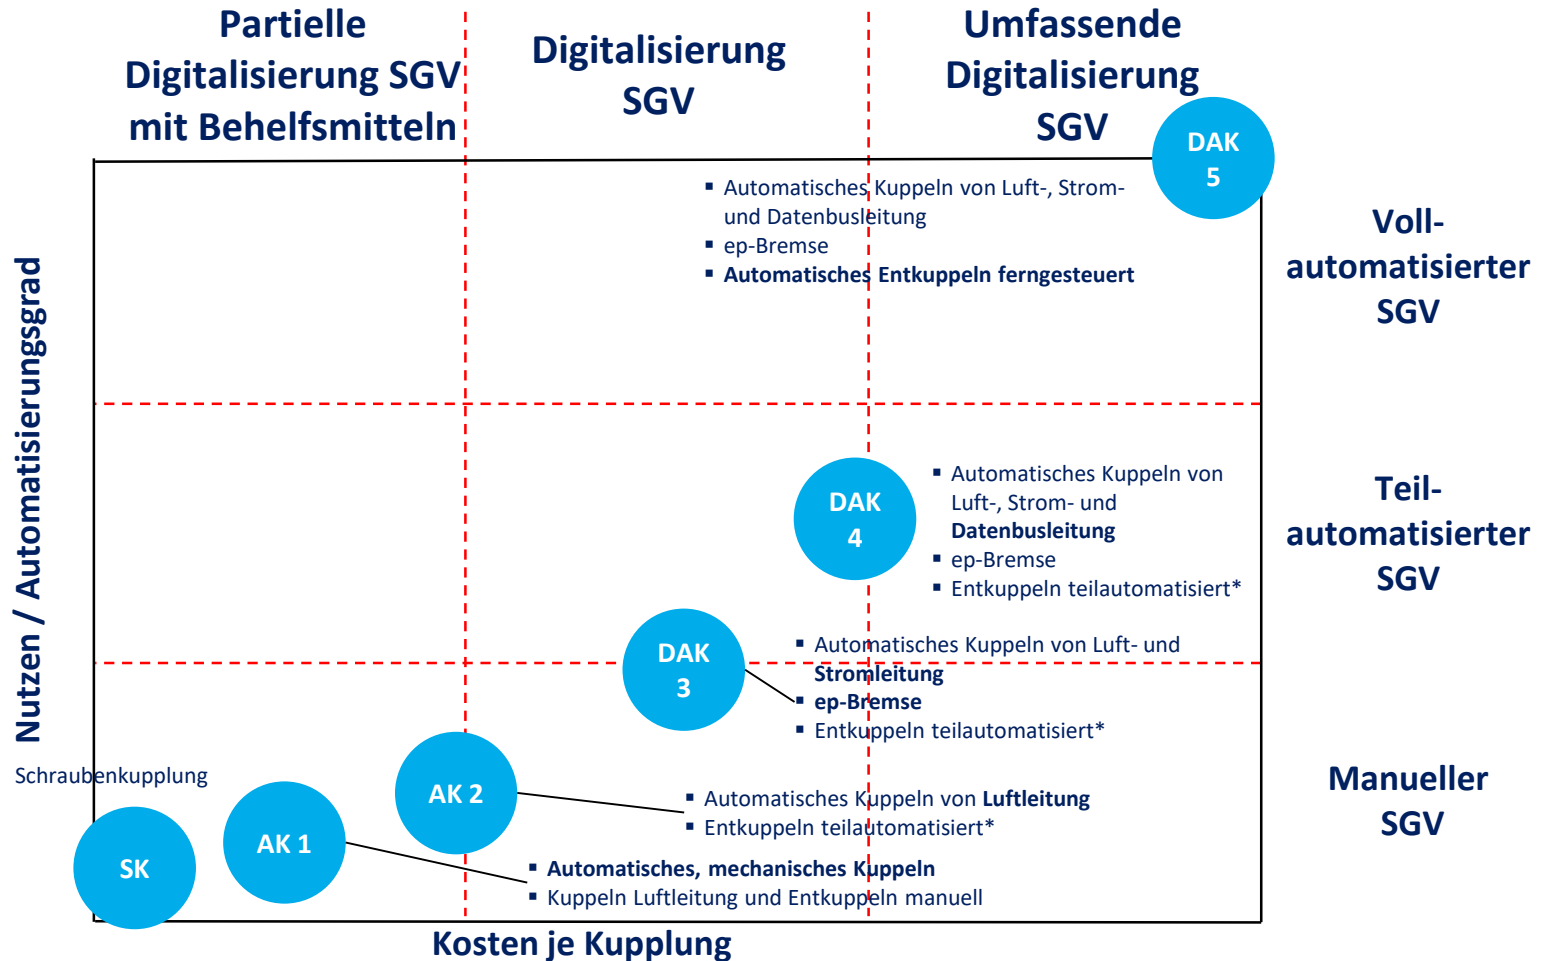 Partielle
Digitalisierung SGV
mit Behelfsmitteln
Digitalisierung
SGV
Umfassende
Digitalisierung
SGV
DAK
5
▪ Automatisches Kuppeln von Luft-, Strom-
und Datenbusleitung
▪ ep-Bremse
▪ Automatisches Entkuppeln ferngesteuert
Voll-
automatisierter
SGV
Nutzen / Automatisierungsgrad
DAK
4
▪ Automatisches Kuppeln von
Luft-, Strom- und
Datenbusleitung
▪ ep-Bremse
▪ Entkuppeln teilautomatisiert*
Teil-
automatisierter
SGV
DAK
3
▪ Automatisches Kuppeln von Luft- und
Stromleitung
▪ ep-Bremse
▪ Entkuppeln teilautomatisiert*
Schraubenkupplung
SK
AK 1
AK 2
▪ Automatisches Kuppeln von Luftleitung
▪ Entkuppeln teilautomatisiert*
▪ Automatisches, mechanisches Kuppeln
▪ Kuppeln Luftleitung und Entkuppeln manuell
Manueller
SGV
Kosten je Kupplung